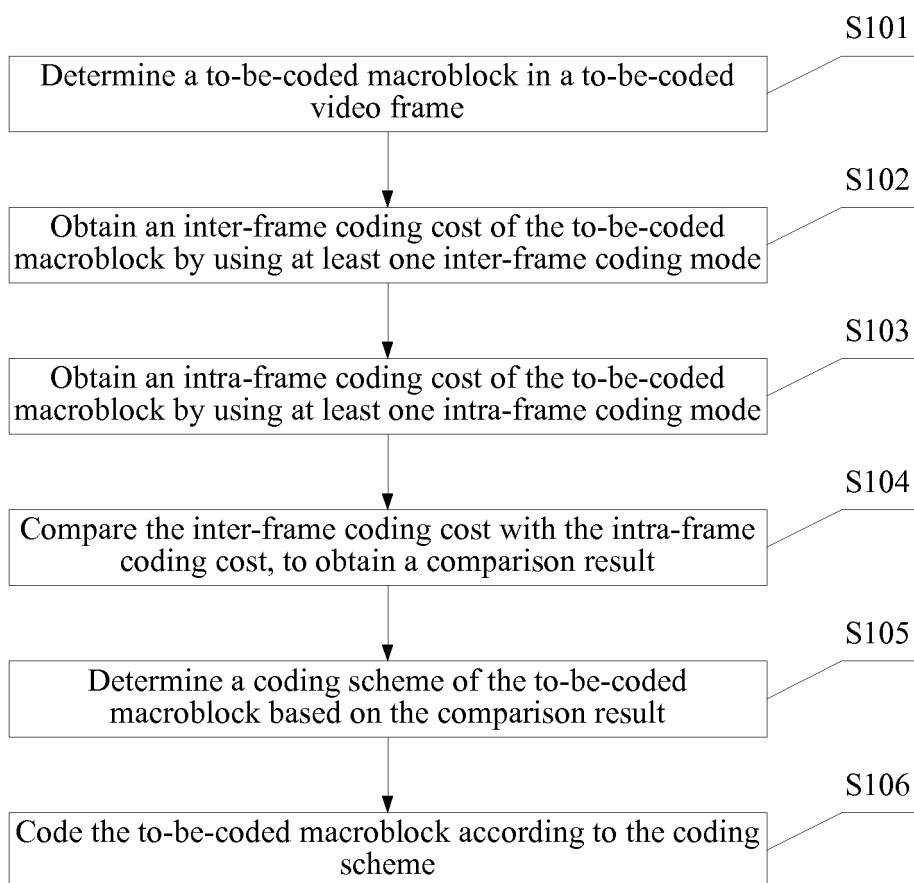 S101
Determine a to-be-coded macroblock in a to-be-coded
video frame
S102
Obtain an inter-frame coding cost of the to-be-coded
macroblock by using at least one inter-frame coding mode
S103
Obtain an intra-frame coding cost of the to-be-coded
macroblock by using at least one intra-frame coding mode
S104
Compare the inter-frame coding cost with the intra-frame
coding cost, to obtain a comparison result
S105
Determine a coding scheme of the to-be-coded
macroblock based on the comparison result
S106
Code the to-be-coded macroblock according to the coding
scheme